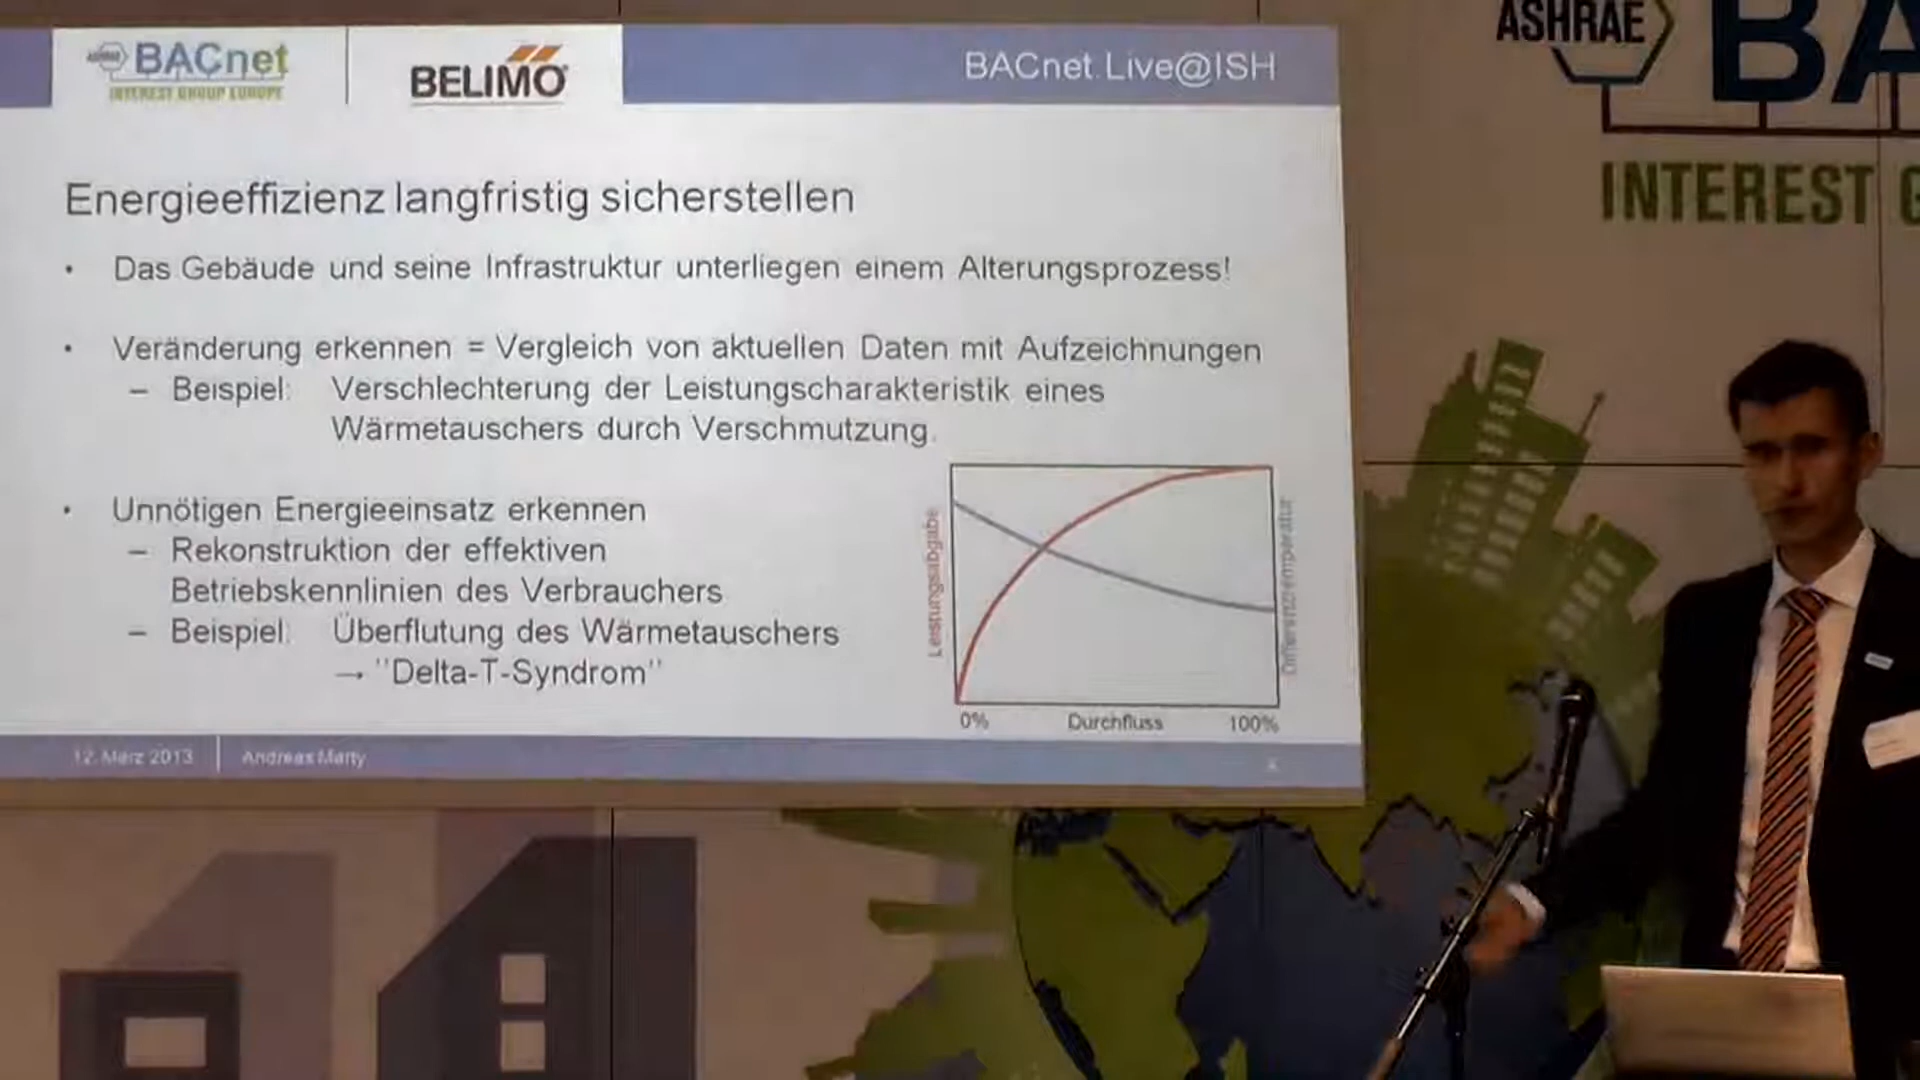 BACnet
INTEREST GROUP EUROPE
BELIMO
BACnet Live@ISH
Energieeffizienz langfristig sicherstellen
• Das Gebäude und seine Infrastruktur unterliegen einem Alterungsprozess!
• Veränderung erkennen = Vergleich von aktuellen Daten mit Aufzeichnungen
– Beispiel: Verschlechterung der Leistungscharakteristik eines
Wärmetauschers durch Verschmutzung.
• Unnötigen Energieeinsatz erkennen
– Rekonstruktion der effektiven
Betriebskennlinien des Verbrauchers
– Beispiel: Überflutung des Wärmetauschers
→ "Delta-T-Syndrom"
Leistungsabgabe
Differenztemperatur
0% Durchfluss 100%
12. März 2013 Andreas Marty
ASHRAE
BA
INTEREST G